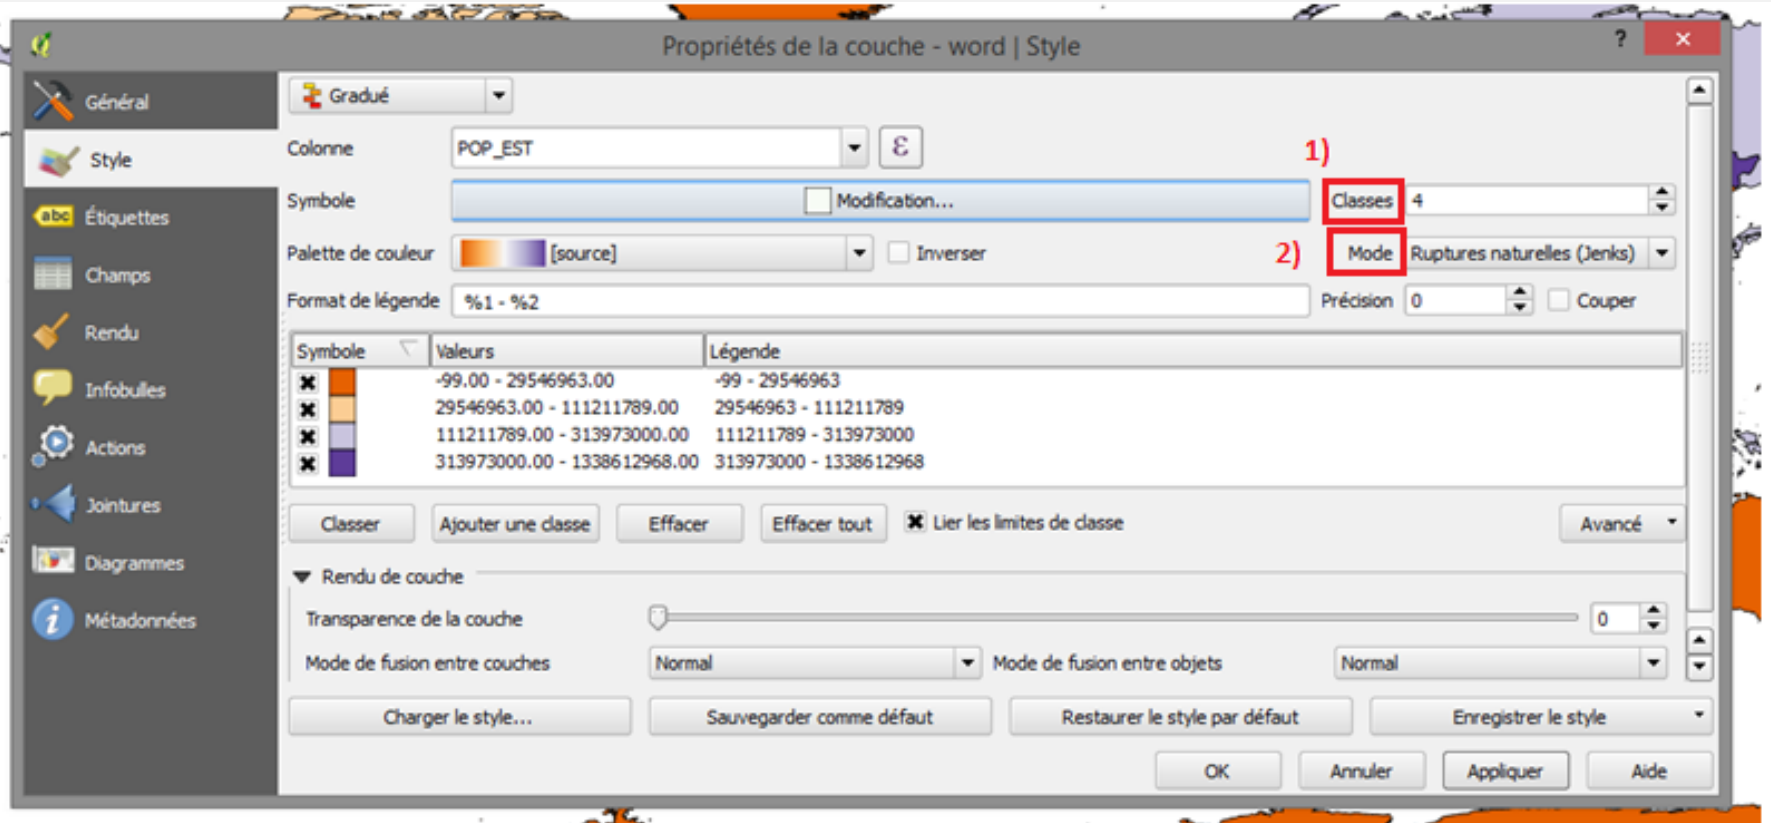 Propriétés de la couche - word | Style
?
Général
Style
abc Étiquettes
Champs
Rendu
Infobulles
Actions
Jointures
Diagrammes
Métadonnées
Gradué
Colonne POP_EST ε
1)
Symbole Modification... Classes 4
Palette de couleur [source] Inverser 2) Mode Ruptures naturelles (Jenks)
Format de légende %1 - %2 Précision 0 Couper
Symbole Valeurs Légende
-99.00 - 29546963.00 -99 - 29546963
29546963.00 - 111211789.00 29546963 - 111211789
111211789.00 - 313973000.00 111211789 - 313973000
313973000.00 - 1338612968.00 313973000 - 1338612968
Classer Ajouter une classe Effacer Effacer tout Lier les limites de classe Avancé
Rendu de couche
Transparence de la couche 0
Mode de fusion entre couches Normal Mode de fusion entre objets Normal
Charger le style... Sauvegarder comme défaut Restaurer le style par défaut Enregistrer le style
OK Annuler Appliquer Aide